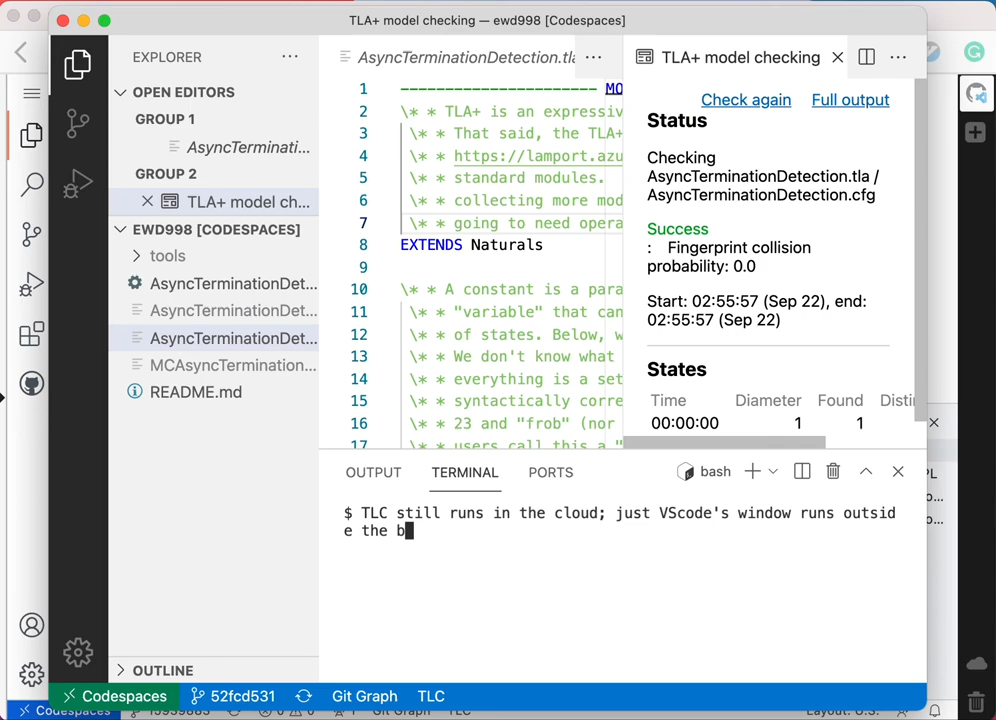 TLA+ model checking — ewd998 [Codespaces]
EXPLORER
OPEN EDITORS
GROUP 1
AsyncTerminati...
GROUP 2
TLA+ model ch...
EWD998 [CODESPACES]
tools
AsyncTerminationDet...
AsyncTerminationDet...
AsyncTerminationDet...
MCAsyncTermination...
README.md
OUTLINE
AsyncTerminationDetection.tla
1 ---------------------- MO
2 \* * TLA+ is an expressiv
3 \* * That said, the TLA+
4 \* * https://lamport.azu
5 \* * standard modules.
6 \* * collecting more mod
7 \* * going to need opera
8 EXTENDS Naturals
9
10 \* * A constant is a para
11 \* * "variable" that can
12 \* * of states. Below, w
13 \* * We don't know what
14 \* * everything is a set
15 \* * syntactically corre
16 \* * 23 and "frob" (nor
17 \* * users call this a "
TLA+ model checking
Check again Full output
Status
Checking
AsyncTerminationDetection.tla /
AsyncTerminationDetection.cfg
Success
: Fingerprint collision
probability: 0.0
Start: 02:55:57 (Sep 22), end:
02:55:57 (Sep 22)
States
Time Diameter Found Distin
00:00:00 1 1
OUTPUT TERMINAL PORTS bash
$ TLC still runs in the cloud; just VScode's window runs outsid
e the b
Codespaces 52fcd531 Git Graph TLC
Codespaces